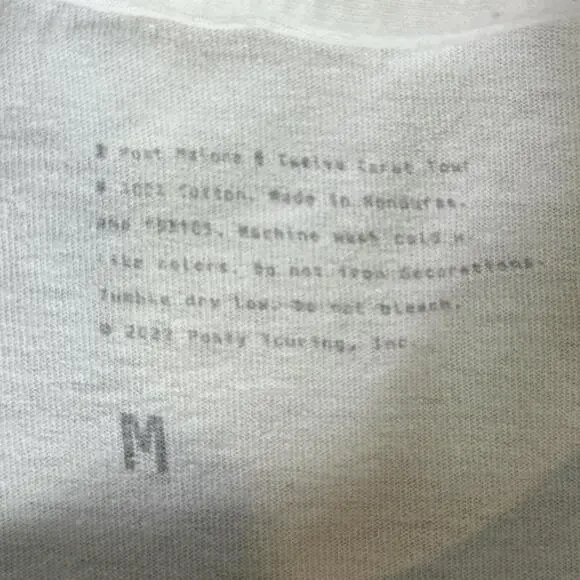 Post Malone Twelve Carat Tour
100% Cotton. Made in Honduras.
Machine wash cold
Like colors. Do not iron decorations.
Tumble dry low. Do not bleach.
© 2022 Posty Touring, Inc
M